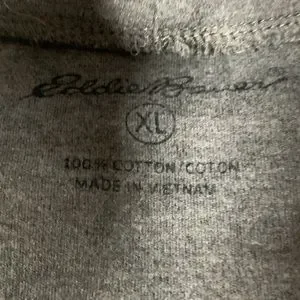 Eddie Bauer
XL
100% COTTON/COTON
MADE IN VIETNAM